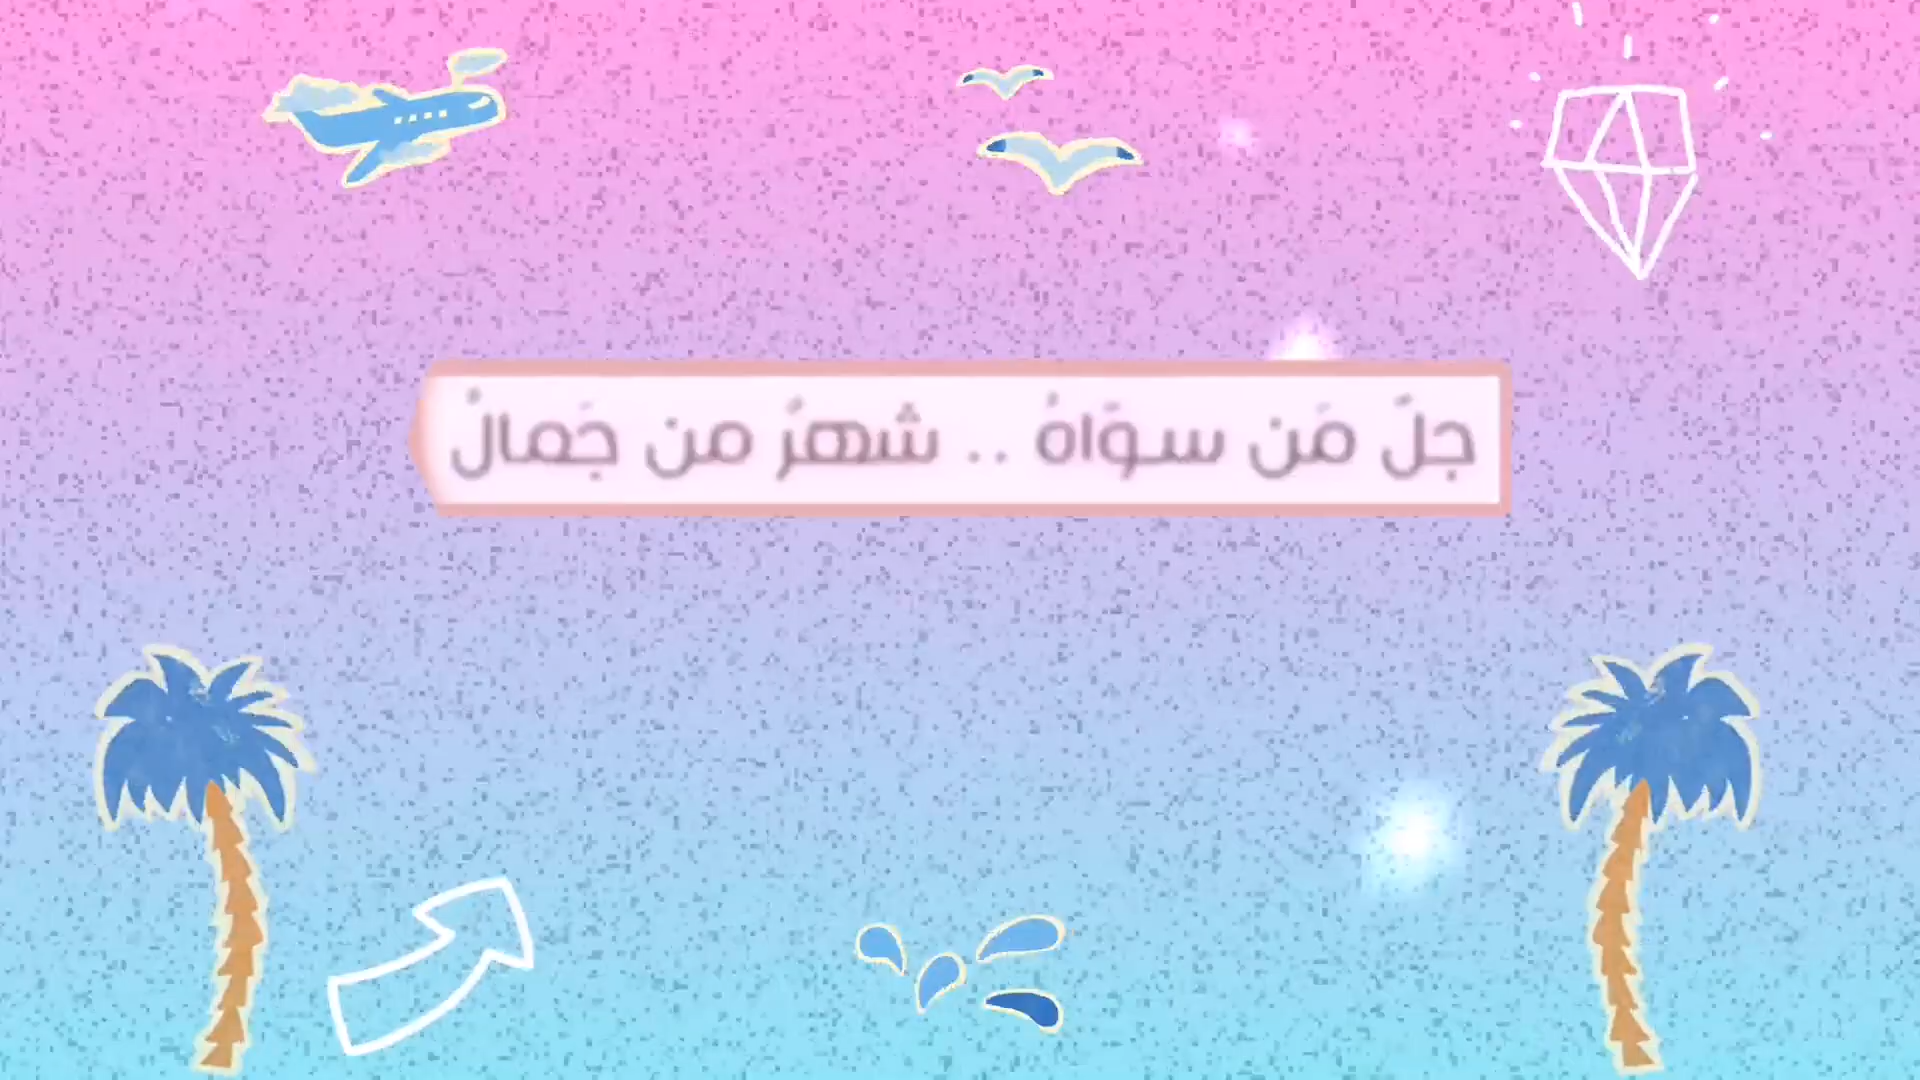 جلّ مَن سوّاهُ .. شهرٌ من جَمالْ